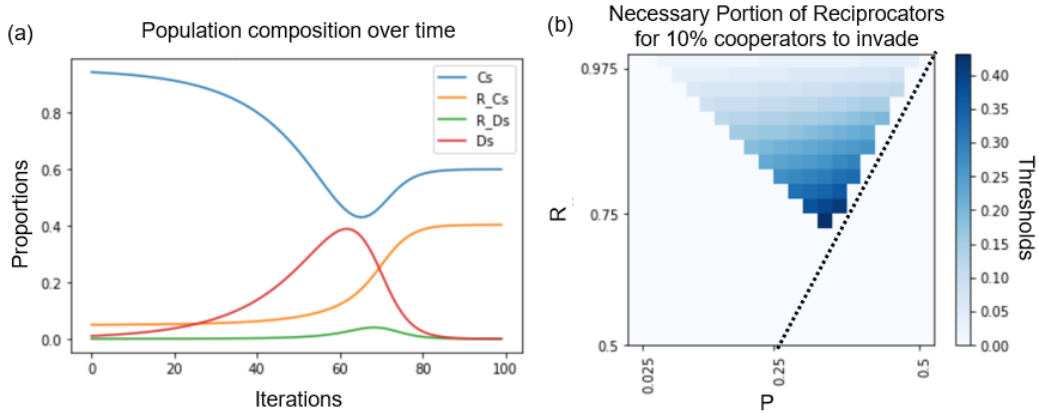 (a)
Population composition over time
Proportions
0.8
0.6
0.4
0.2
0.0
0
20
40
60
80
100
Iterations
Cs
R_Cs
R_Ds
Ds
(b)
Necessary Portion of Reciprocators
for 10% cooperators to invade
R
0.975
0.75
0.5
0.025
0.25
0.5
P
0.40
0.35
0.30
0.25
0.20
0.15
0.10
0.05
0.00
Thresholds